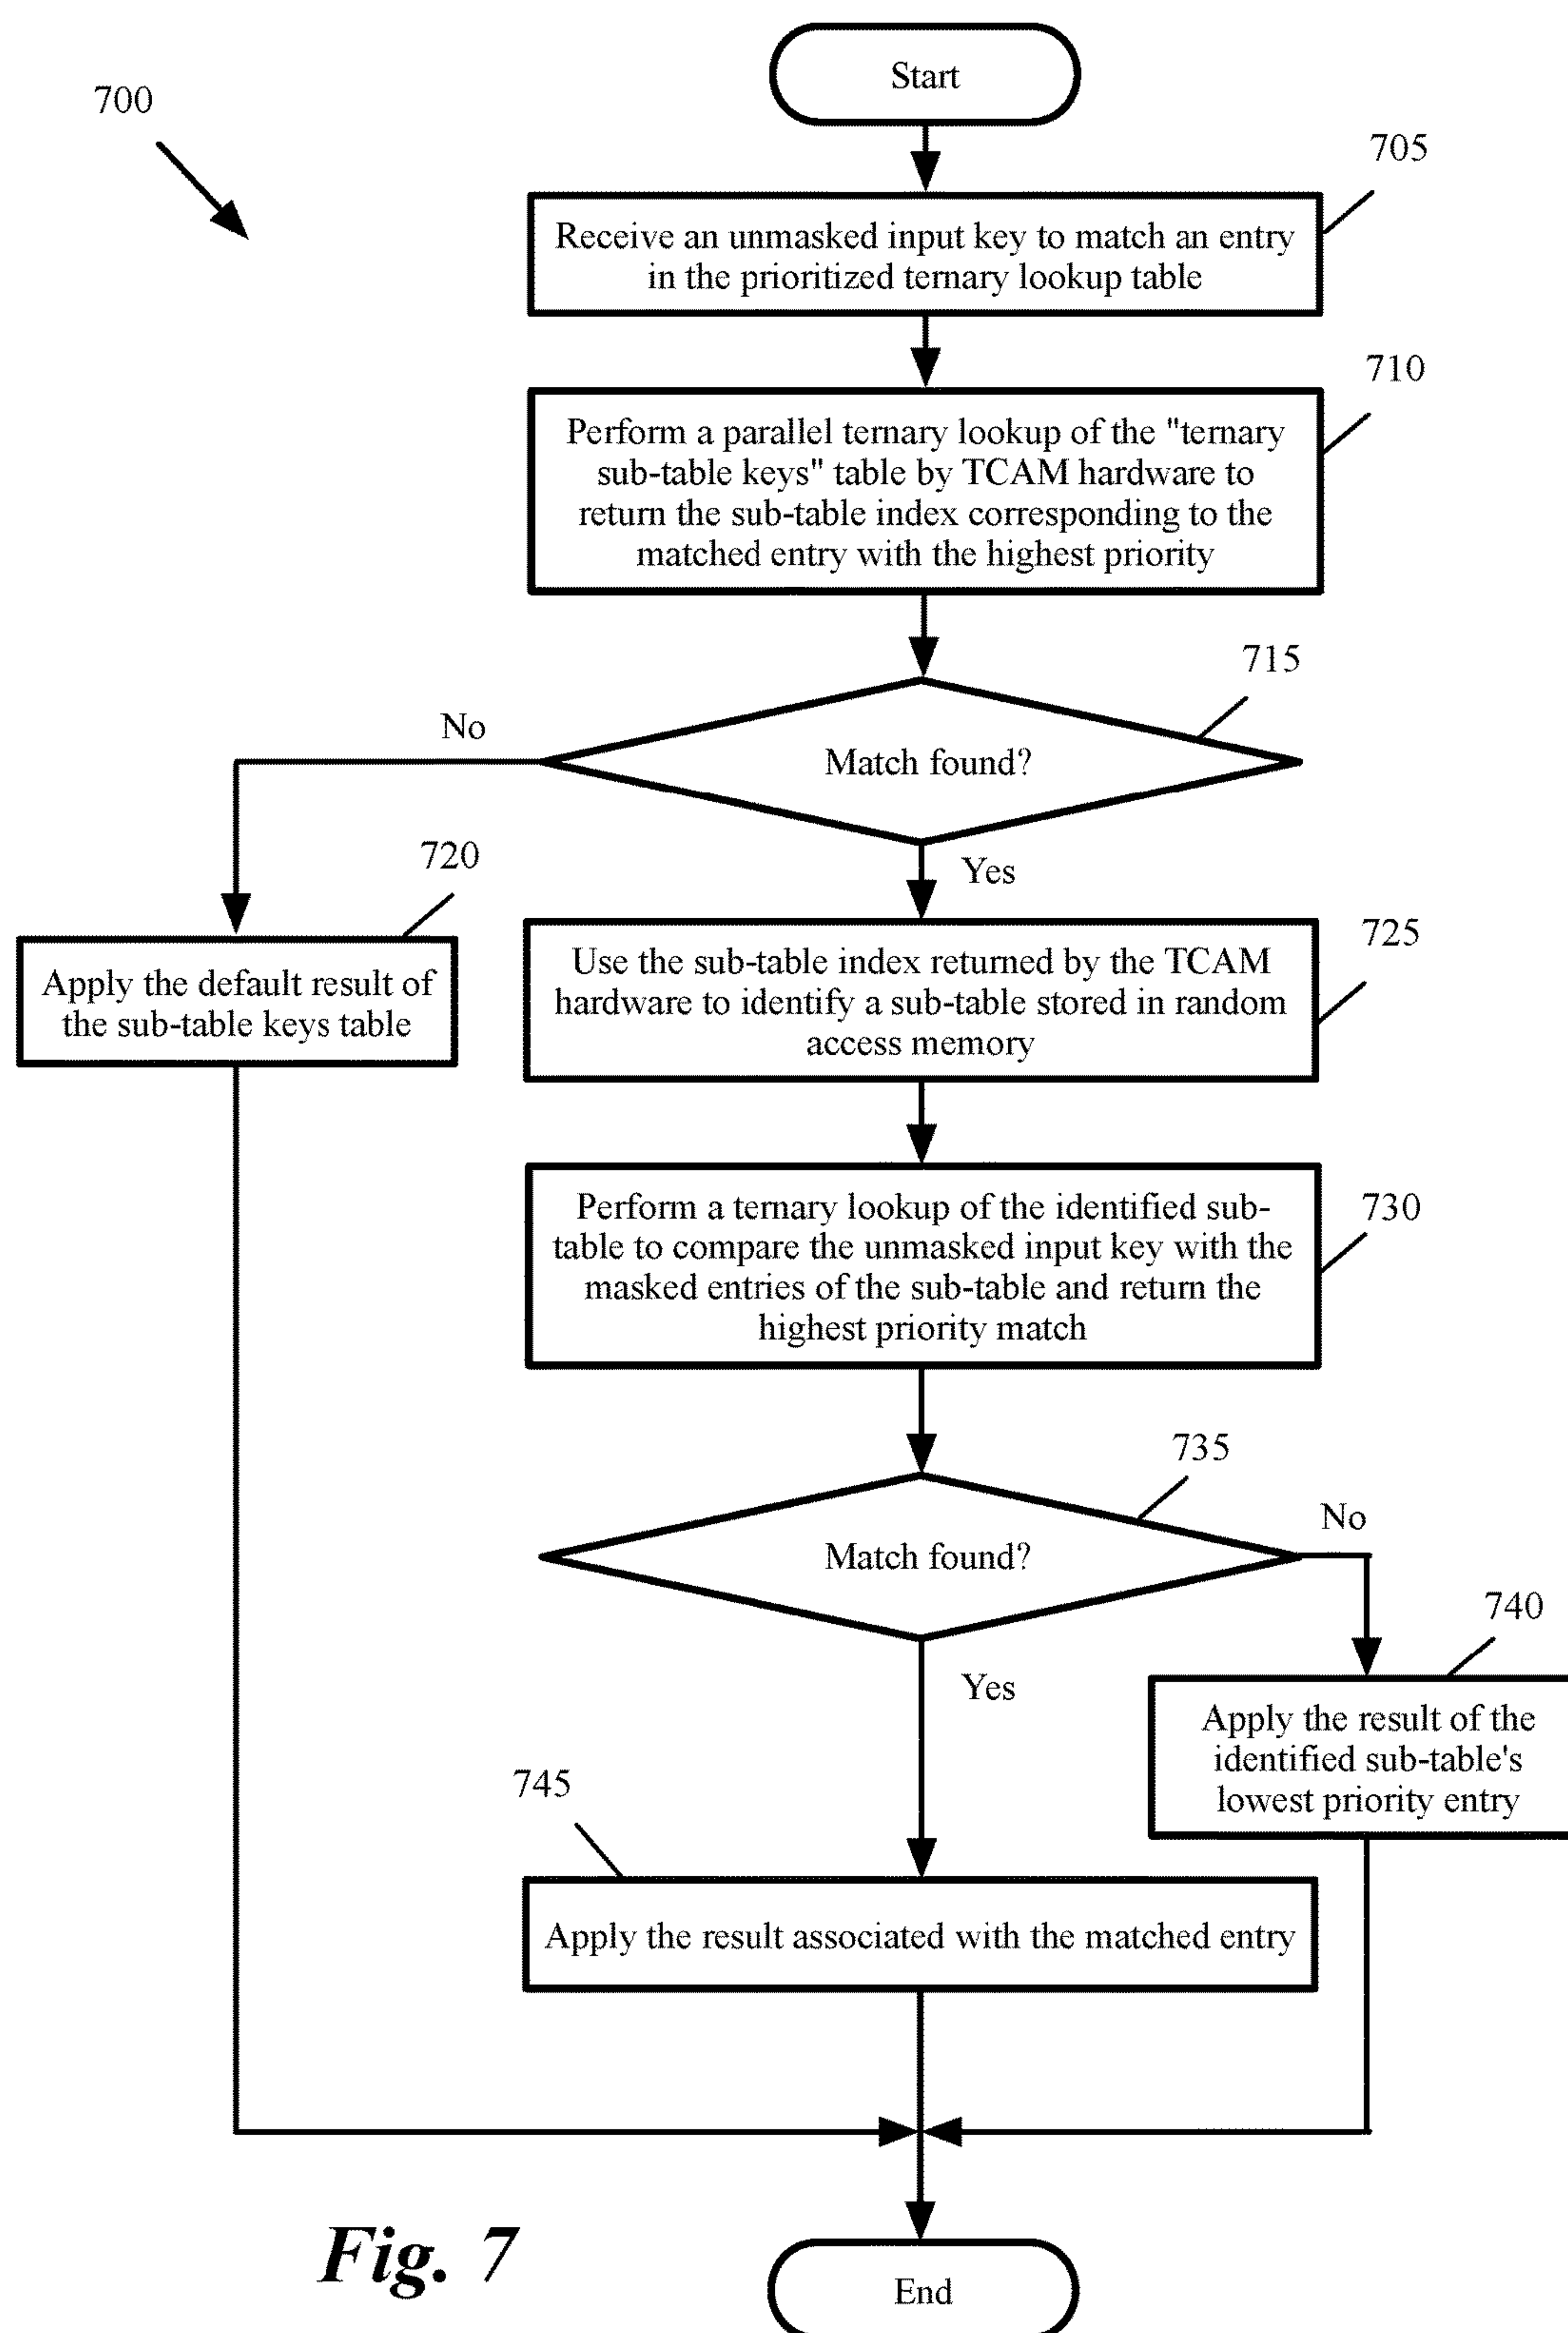 Start
700
705
Receive an unmasked input key to match an entry
in the prioritized ternary lookup table
710
Perform a parallel ternary lookup of the "ternary
sub-table keys" table by TCAM hardware to
return the sub-table index corresponding to the
matched entry with the highest priority
715
No
Match found?
Yes
720
Apply the default result of
the sub-table keys table
725
Use the sub-table index returned by the TCAM
hardware to identify a sub-table stored in random
access memory
730
Perform a ternary lookup of the identified sub-
table to compare the unmasked input key with the
masked entries of the sub-table and return the
highest priority match
735
No
Match found?
Yes
740
Apply the result of the
identified sub-table's
lowest priority entry
745
Apply the result associated with the matched entry
Fig. 7
End